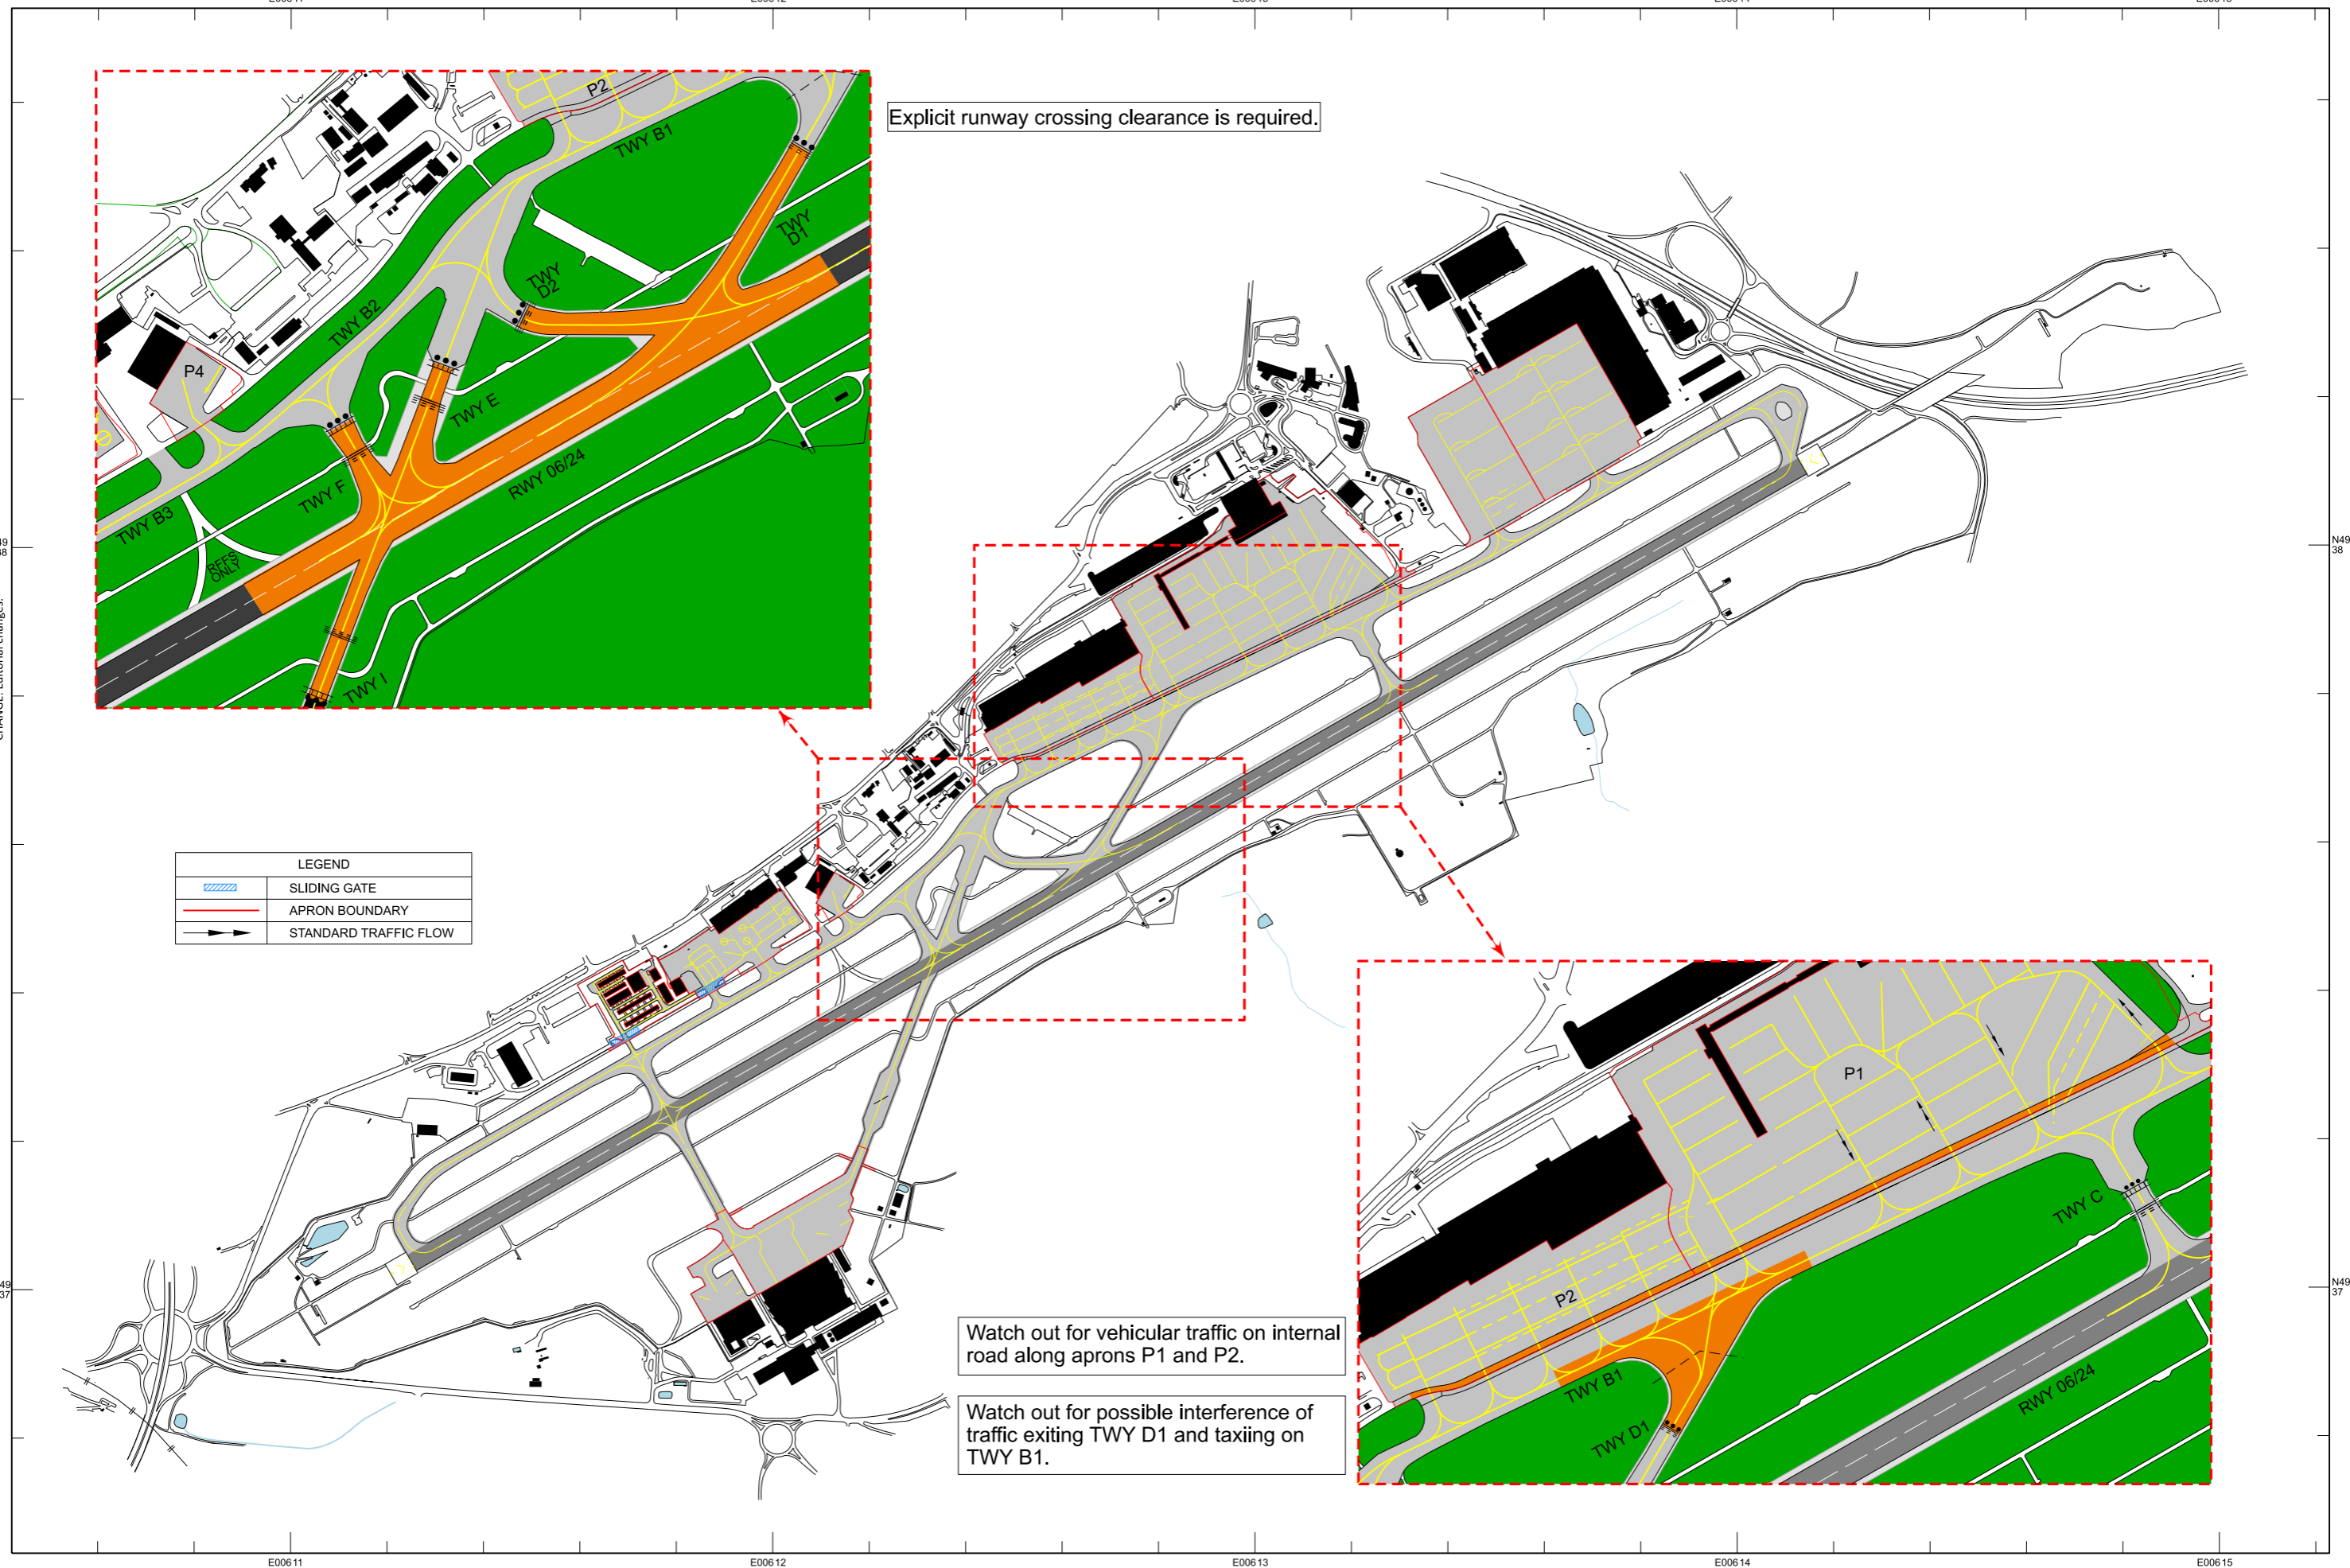 P2
TWY B1
Explicit runway crossing clearance is required.
TWY
D1
TWY
D2
TWY B2
P4
TWY E
RWY 06/24
TWY F
TWY B3
RFFS
ONLY
TWY I
N49
38
LEGEND
SLIDING GATE
APRON BOUNDARY
STANDARD TRAFFIC FLOW
P1
TWY C
P2
TWY B1
TWY D1
RWY 06/24
N49
37
Watch out for vehicular traffic on internal
road along aprons P1 and P2.
Watch out for possible interference of
traffic exiting TWY D1 and taxiing on
TWY B1.
E00611
E00612
E00613
E00614
E00615